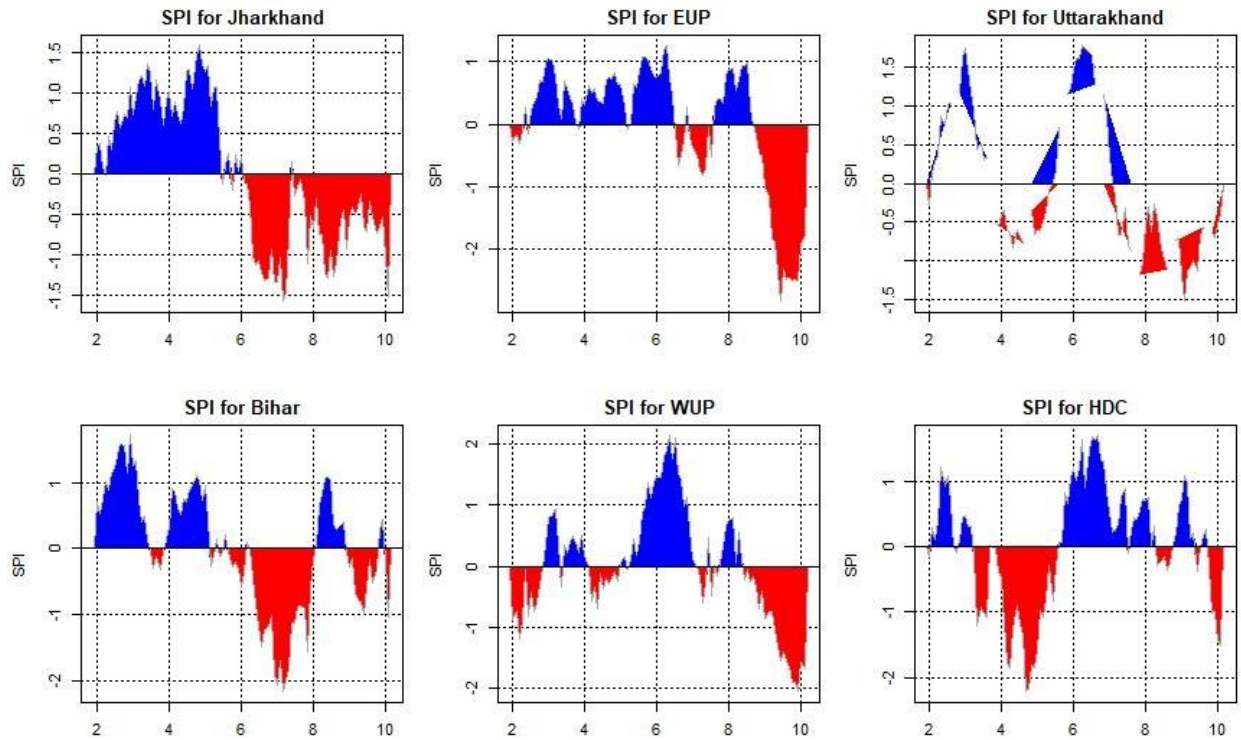 SPI for Jharkhand
SPI
1.5
1.0
0.5
0.0
-0.5
-1.0
-1.5
2 4 6 8 10
SPI for EUP
SPI
1
0
-1
-2
2 4 6 8 10
SPI for Uttarakhand
SPI
1.5
1.0
0.5
0.0
-0.5
-1.5
2 4 6 8 10
SPI for Bihar
SPI
1
0
-1
-2
2 4 6 8 10
SPI for WUP
SPI
2
1
0
-1
-2
2 4 6 8 10
SPI for HDC
SPI
1
0
-1
-2
2 4 6 8 10